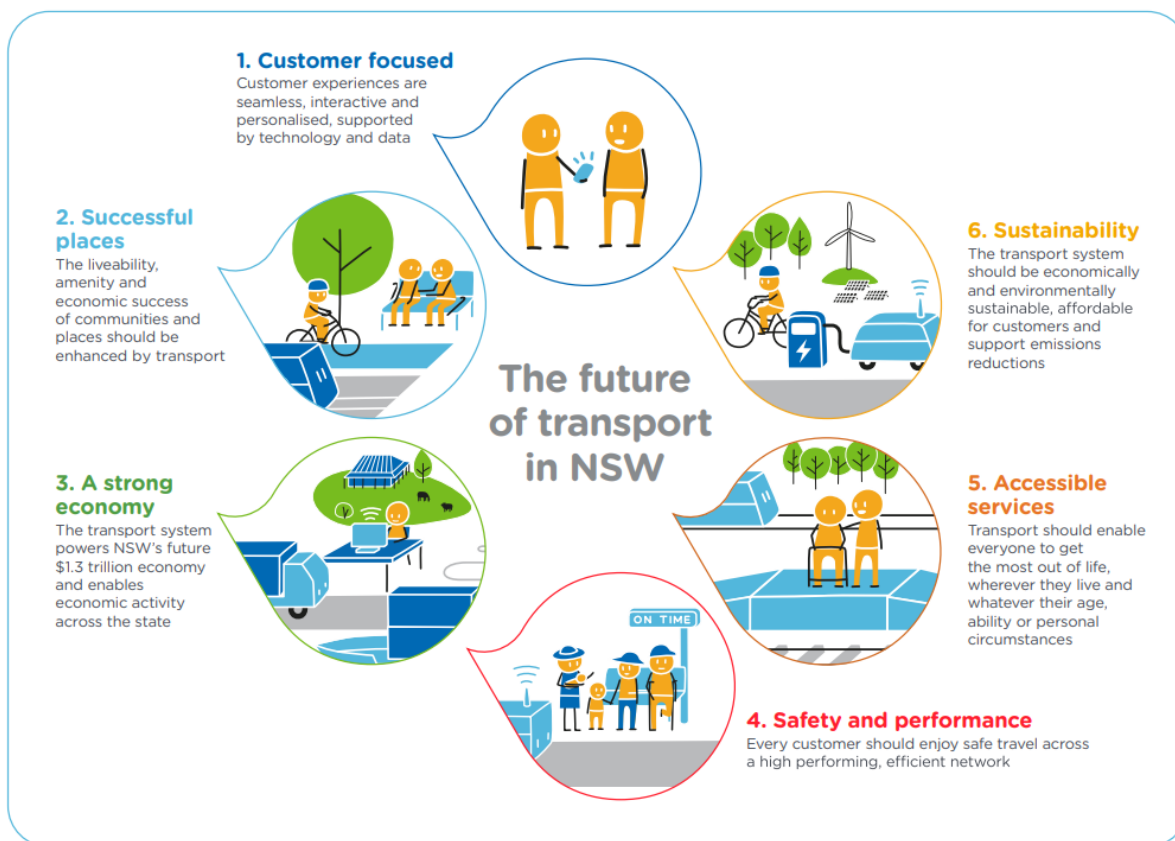 1. Customer focused
Customer experiences are
seamless, interactive and
personalised, supported
by technology and data
2. Successful
places
The liveability,
amenity and
economic success
of communities and
places should be
enhanced by transport
3. A strong
economy
The transport system
powers NSW's future
$1.3 trillion economy
and enables
economic activity
across the state
The future
of transport
in NSW
ON TIME
4. Safety and performance
Every customer should enjoy safe travel across
a high performing, efficient network
5. Accessible
services
Transport should enable
everyone to get
the most out of life,
wherever they live and
whatever their age,
ability or personal
circumstances
6. Sustainability
The transport system
should be economically
and environmentally
sustainable, affordable
for customers and
support emissions
reductions